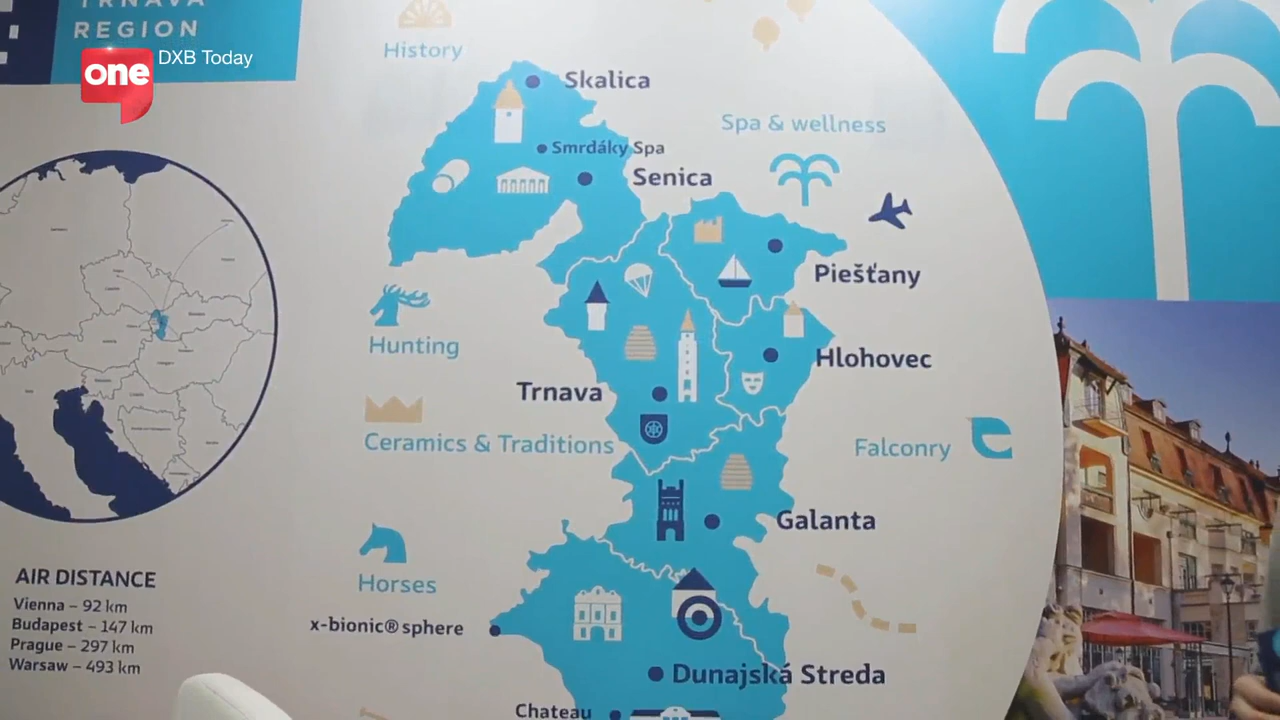 TRNAVA
REGION
one
DXB Today
History
Skalica
Spa & wellness
Smrdáky Spa
Senica
Piešťany
Hunting
Hlohovec
Trnava
Ceramics & Traditions
Falconry
Galanta
AIR DISTANCE
Vienna – 92 km
Budapest – 147 km
Prague – 297 km
Warsaw – 493 km
Horses
x-bionic® sphere
Dunajská Streda
Chateau